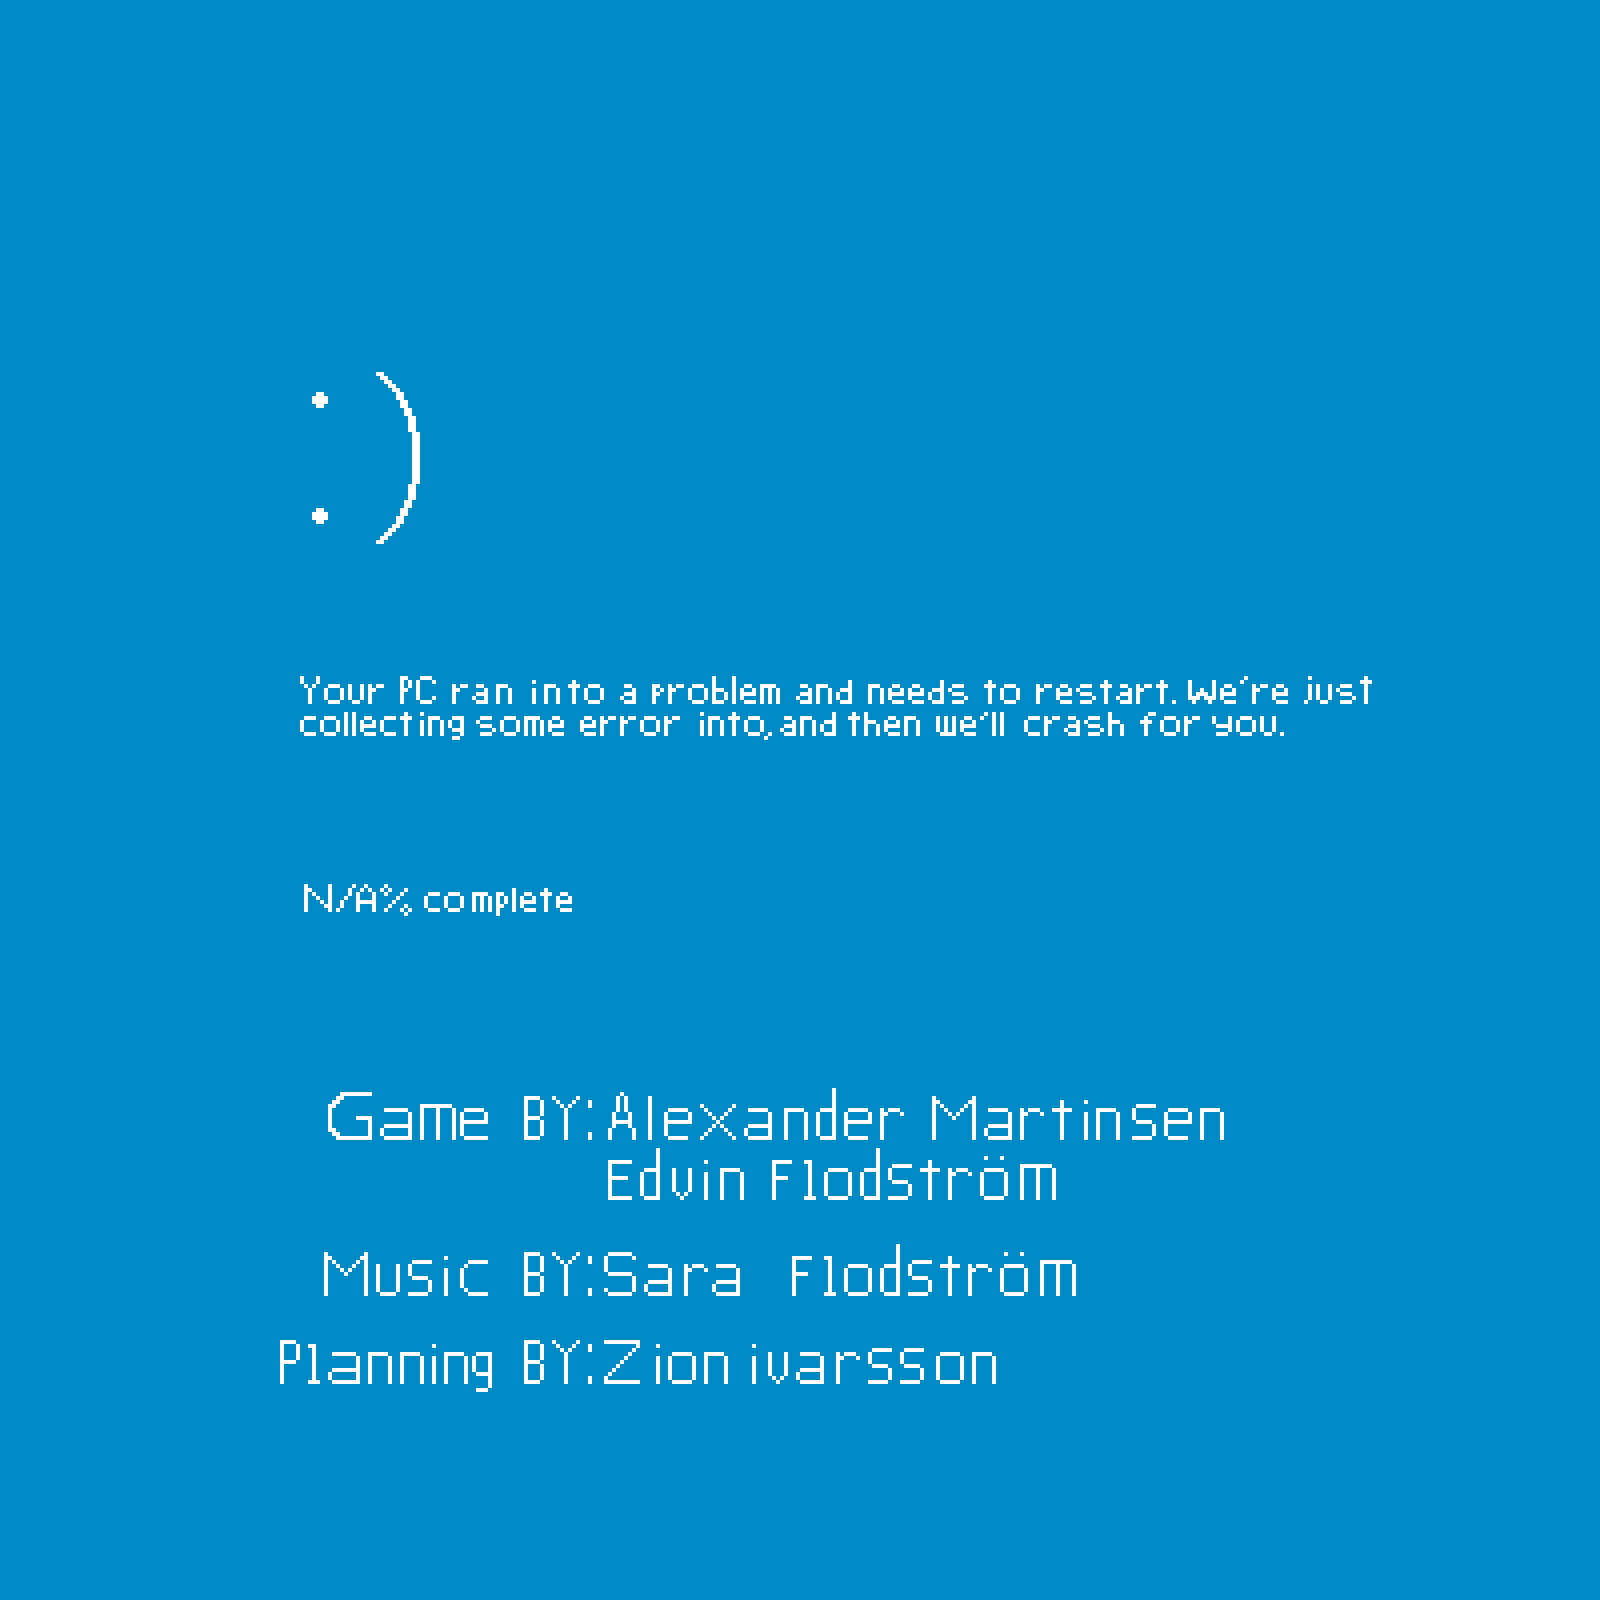 :)
Your PC ran into a problem and needs to restart. We're just
collecting some error into, and then we'll crash for you.
N/A% complete
Game BY: Alexander Martinsen
Edvin Flodström
Music BY: Sara Flodström
Planning BY: Zion ivarsson